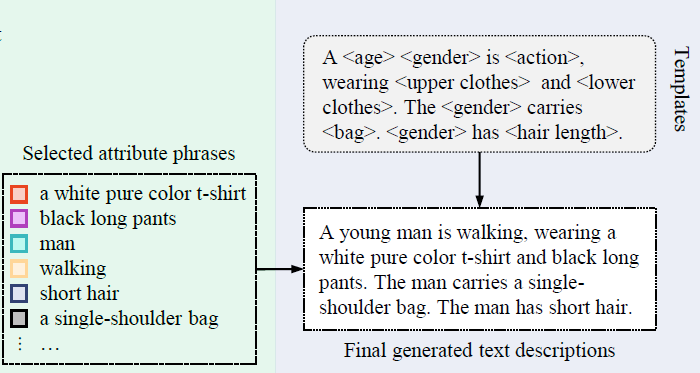 A <age> <gender> is <action>,
wearing <upper clothes> and <lower
clothes>. The <gender> carries
<bag>. <gender> has <hair length>.
Templates
Selected attribute phrases
a white pure color t-shirt
black long pants
man
walking
short hair
a single-shoulder bag
⋮ …
A young man is walking, wearing a
white pure color t-shirt and black long
pants. The man carries a single-
shoulder bag. The man has short hair.
Final generated text descriptions